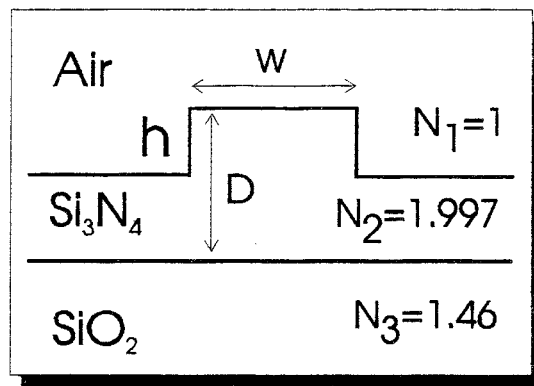 Air
w
h
N₁=1
D
Si₃N₄
N₂=1.997
SiO₂
N₃=1.46